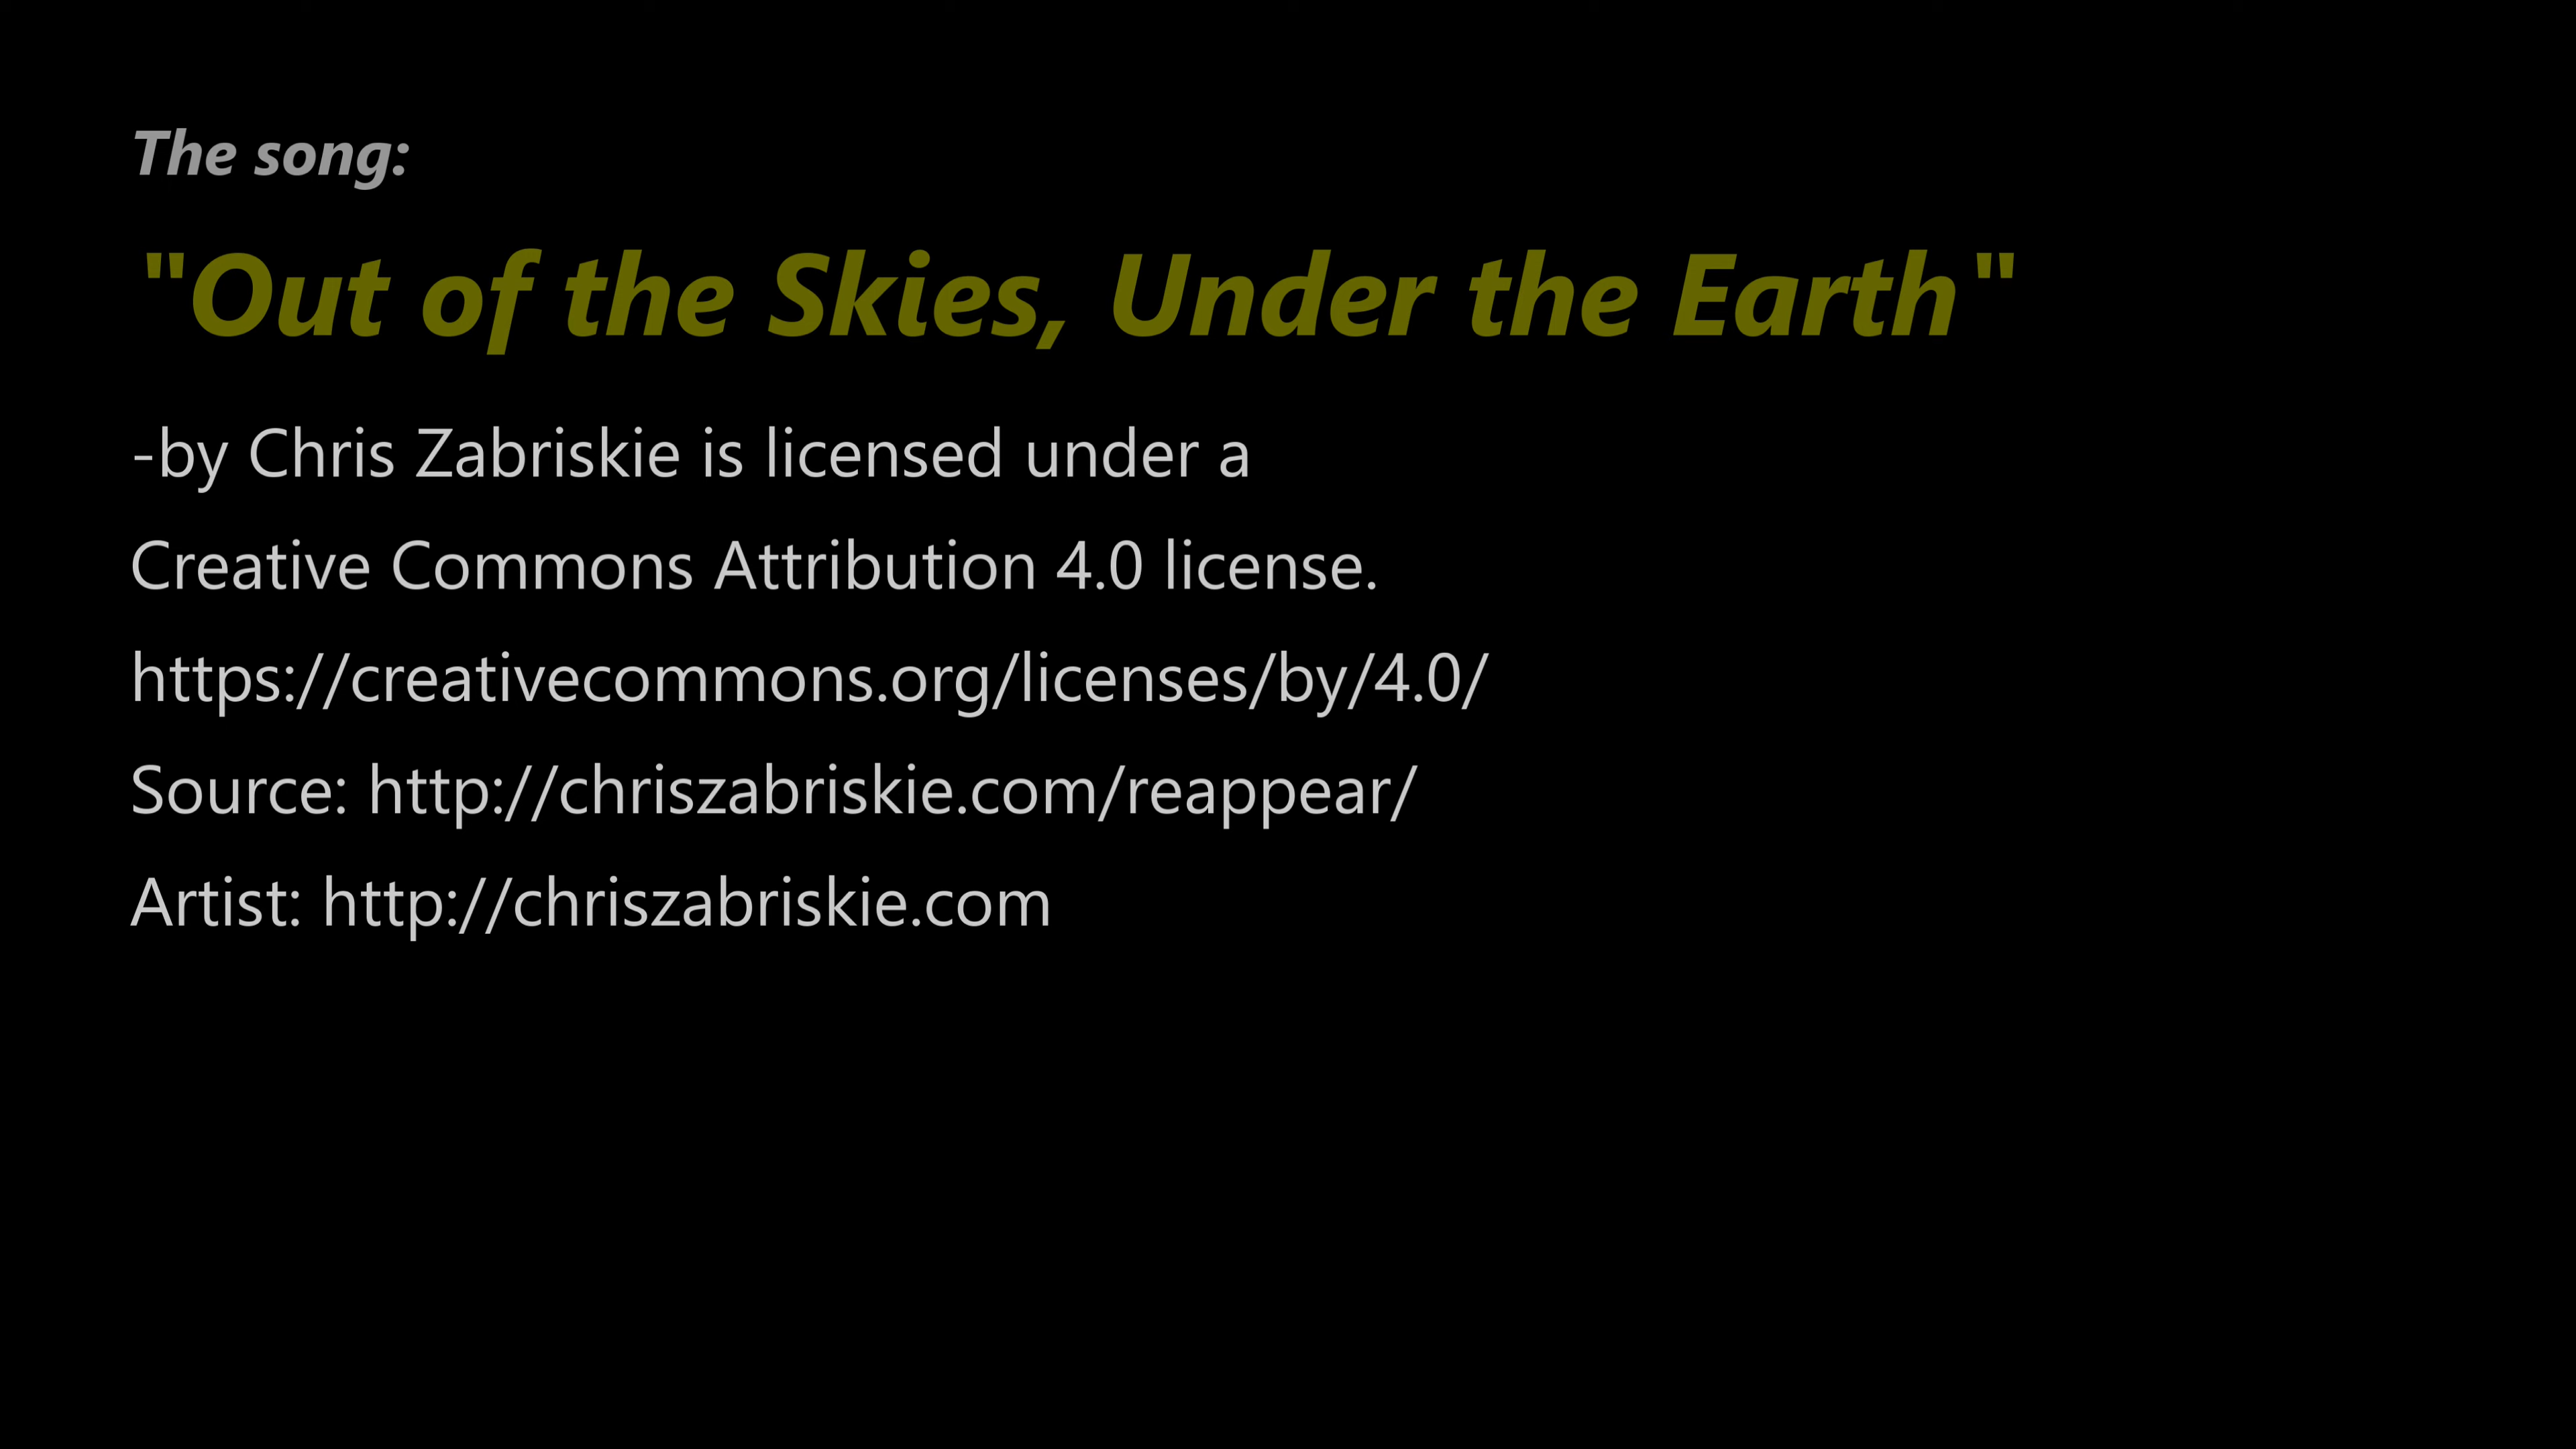 The song:
"Out of the Skies, Under the Earth"
-by Chris Zabriskie is licensed under a
Creative Commons Attribution 4.0 license.
https://creativecommons.org/licenses/by/4.0/
Source: http://chriszabriskie.com/reappear/
Artist: http://chriszabriskie.com